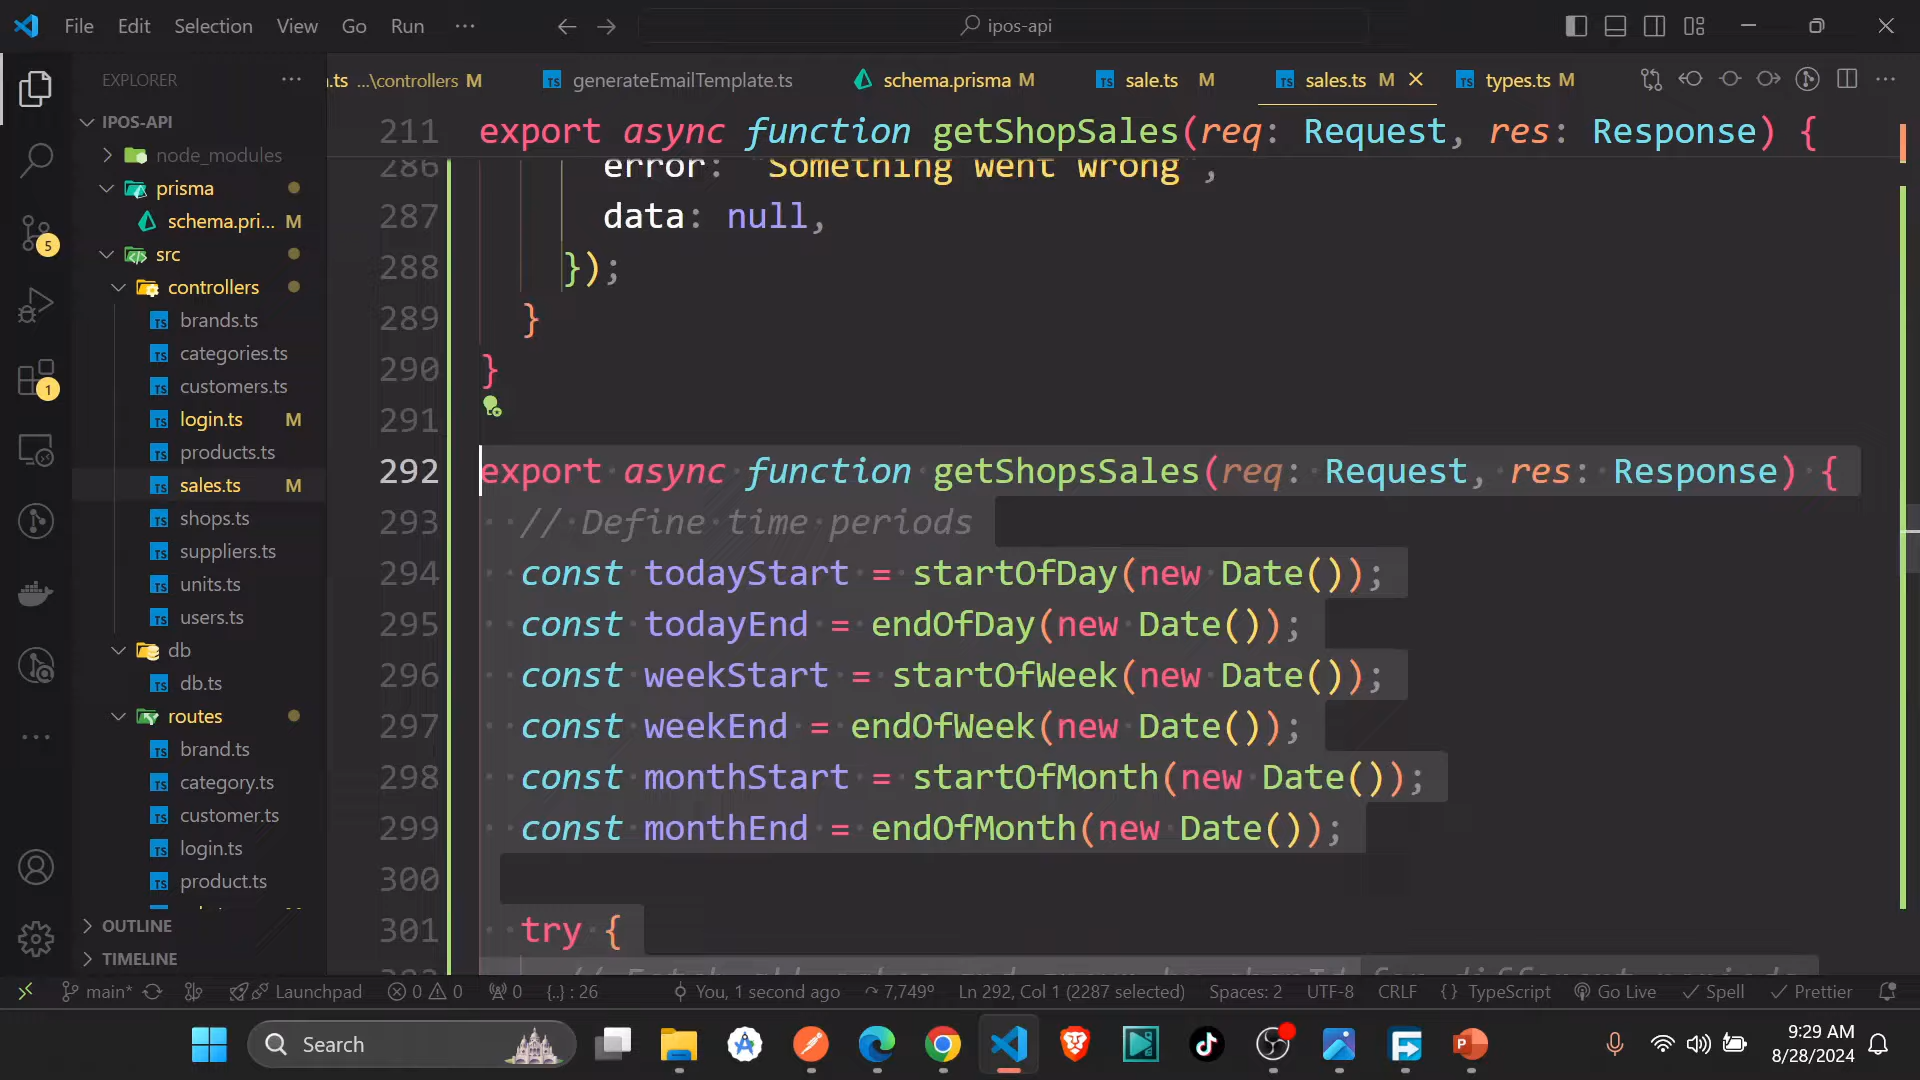 File Edit Selection View Go Run ··· ipos-api
EXPLORER ···
.ts ...\controllers M generateEmailTemplate.ts schema.prisma M sale.ts M sales.ts M types.ts M ···
IPOS-API
node_modules
prisma
schema.pri... M
src
controllers
brands.ts
categories.ts
customers.ts
login.ts M
products.ts
sales.ts M
shops.ts
suppliers.ts
units.ts
users.ts
db
db.ts
routes
brand.ts
category.ts
customer.ts
login.ts
product.ts
OUTLINE
TIMELINE
5
1
211 export async function getShopSales(req: Request, res: Response) {
286 error: "Something went wrong",
287 data: null,
288 });
289 }
290 }
291
292 export async function getShopsSales(req: Request, res: Response) {
293 // Define time periods
294 const todayStart = startOfDay(new Date());
295 const todayEnd = endOfDay(new Date());
296 const weekStart = startOfWeek(new Date());
297 const weekEnd = endOfWeek(new Date());
298 const monthStart = startOfMonth(new Date());
299 const monthEnd = endOfMonth(new Date());
300
301 try {
main* Launchpad 0 0 0 {..} : 26 You, 1 second ago 7,749° Ln 292, Col 1 (2287 selected) Spaces: 2 UTF-8 CRLF {} TypeScript Go Live Spell Prettier
Search
9:29 AM
8/28/2024